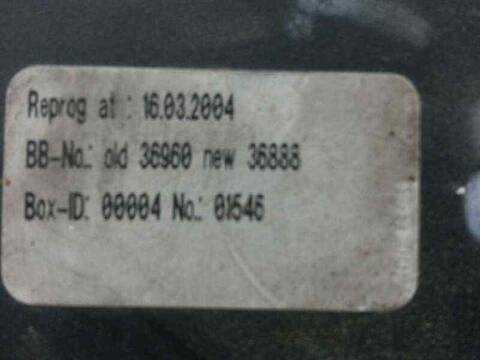 Reprog at : 16.03.2004
BB-No.: old 36960 new 36888
Box-ID: 00004 No.: 01546